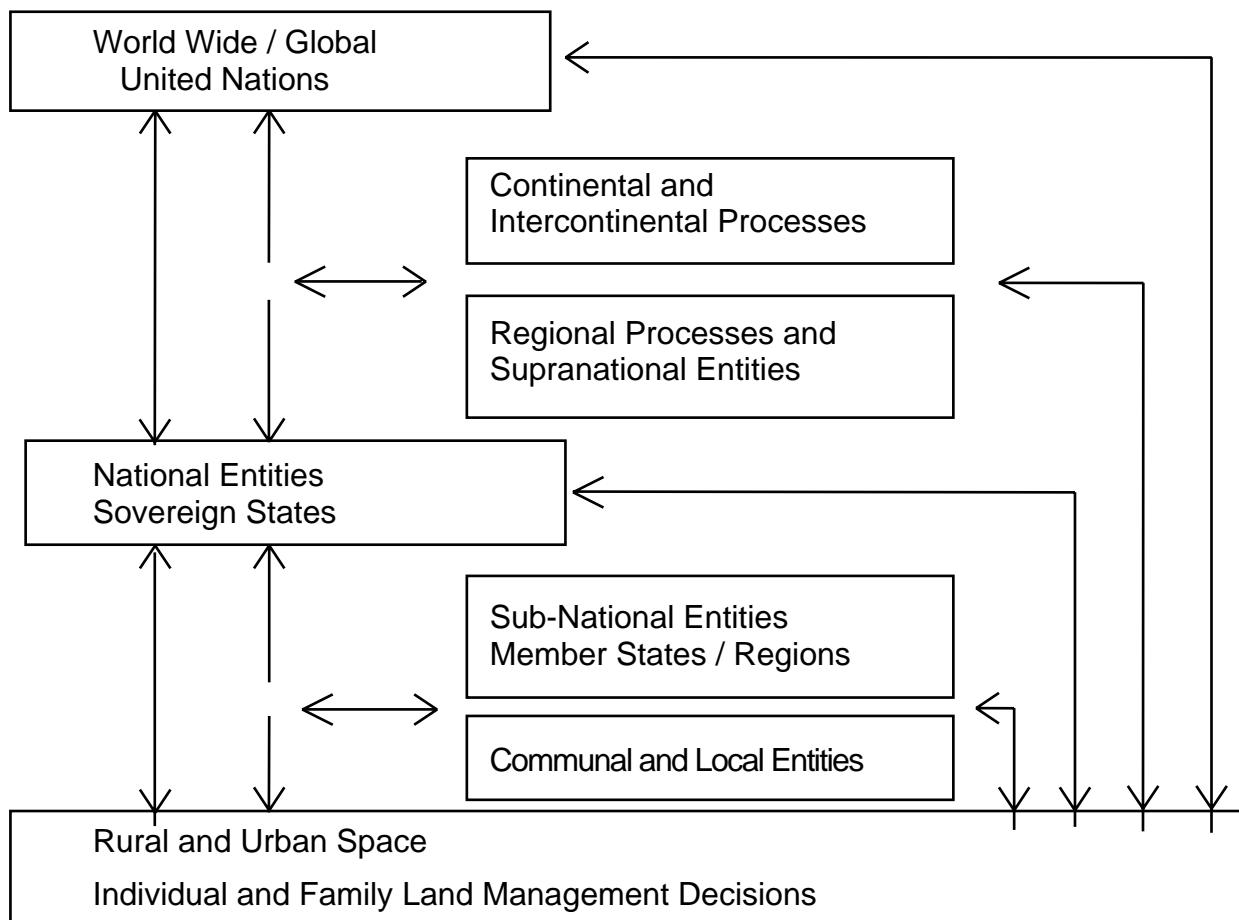 World Wide / Global
United Nations
Continental and
Intercontinental Processes
Regional Processes and
Supranational Entities
National Entities
Sovereign States
Sub-National Entities
Member States / Regions
Communal and Local Entities
Rural and Urban Space
Individual and Family Land Management Decisions